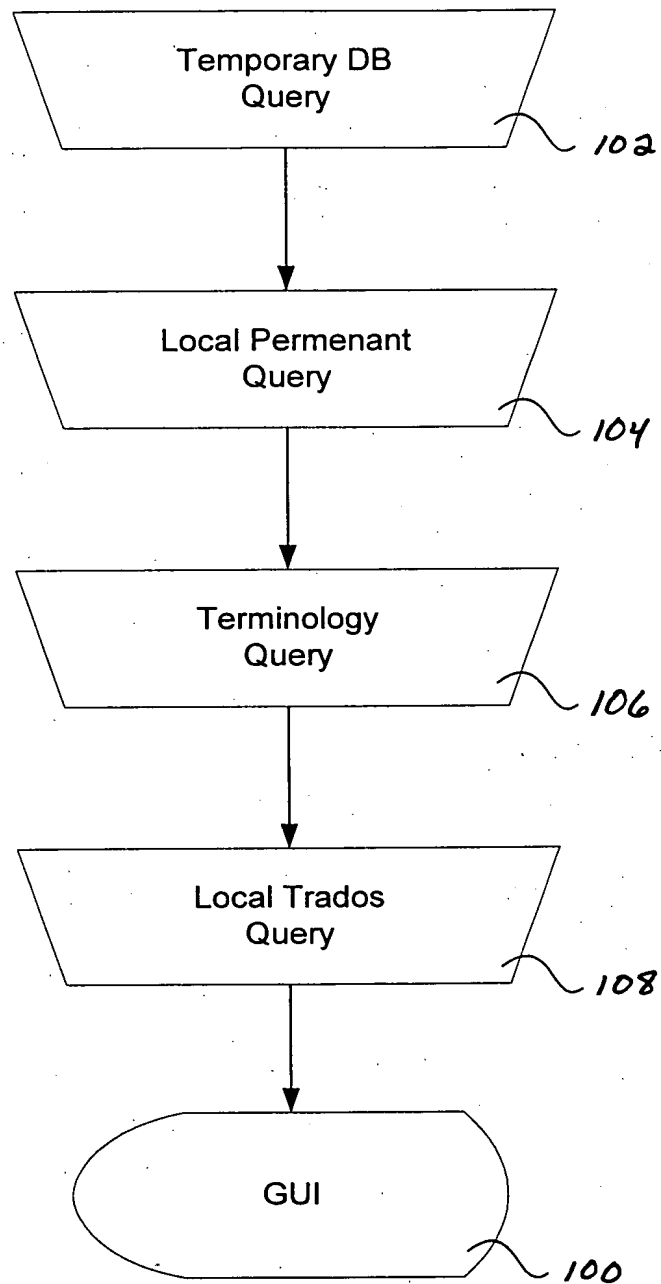 Temporary DB
Query
102
Local Permenant
Query
104
Terminology
Query
106
Local Trados
Query
108
GUI
100